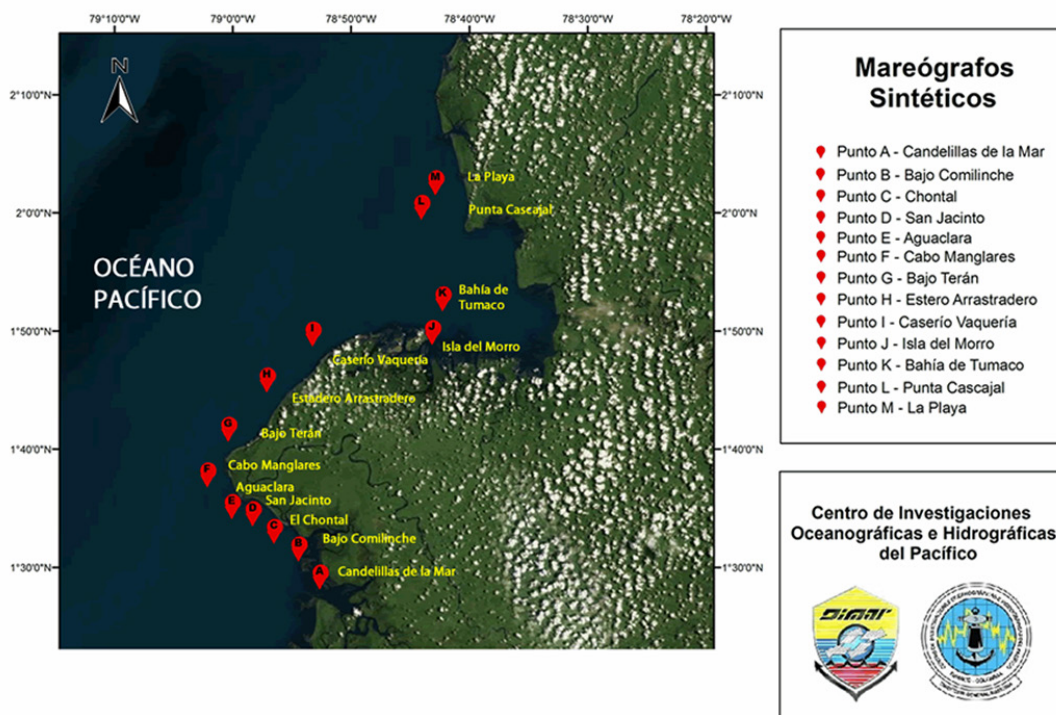 79°10'0"W 79°0'0"W 78°50'0"W 78°40'0"W 78°30'0"W 78°20'0"W
N
2°10'0"N 2°10'0"N
M La Playa
L Punta Cascajal
2°0'0"N 2°0'0"N
OCÉANO
PACÍFICO
K Bahía de
Tumaco
1°50'0"N 1°50'0"N
I
J
Isla del Morro
Caserío Vaquería
H
Estadero Arrastradero
G
Bajo Terán
1°40'0"N 1°40'0"N
F Cabo Manglares
Aguaclara
E
D San Jacinto
C El Chontal
B Bajo Comilinche
1°30'0"N 1°30'0"N
A Candelillas de la Mar
Mareógrafos
Sintéticos
Punto A - Candelillas de la Mar
Punto B - Bajo Comilinche
Punto C - Chontal
Punto D - San Jacinto
Punto E - Aguaclara
Punto F - Cabo Manglares
Punto G - Bajo Terán
Punto H - Estero Arrastradero
Punto I - Caserío Vaquería
Punto J - Isla del Morro
Punto K - Bahía de Tumaco
Punto L - Punta Cascajal
Punto M - La Playa
Centro de Investigaciones
Oceanográficas e Hidrográficas
del Pacífico
Dimar